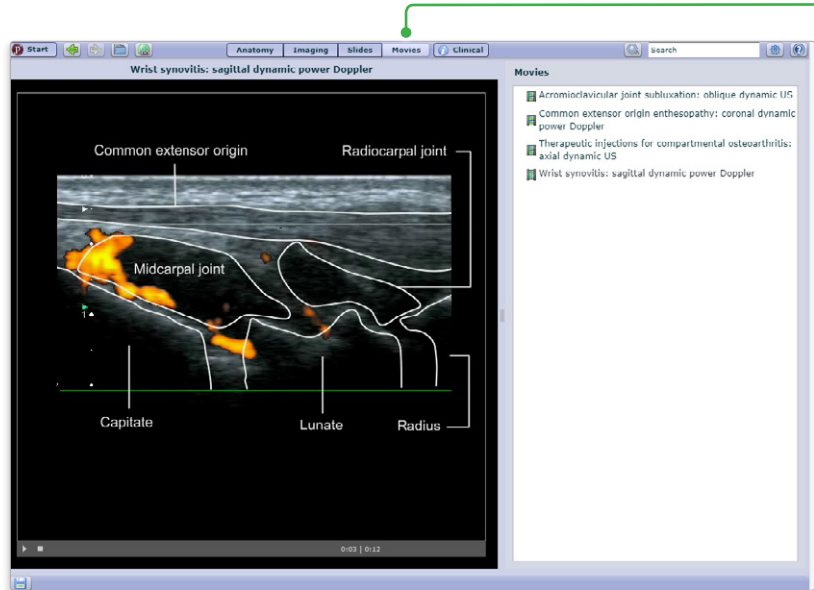 Start
Anatomy
Imaging
Slides
Movies
Clinical
Search
Wrist synovitis: sagittal dynamic power Doppler
Common extensor origin
Radiocarpal joint
Midcarpal joint
1
Capitate
Lunate
Radius
0:03 | 0:12
Movies
Acromioclavicular joint subluxation: oblique dynamic US
Common extensor origin enthesopathy: coronal dynamic
power Doppler
Therapeutic injections for compartmental osteoarthritis:
axial dynamic US
Wrist synovitis: sagittal dynamic power Doppler